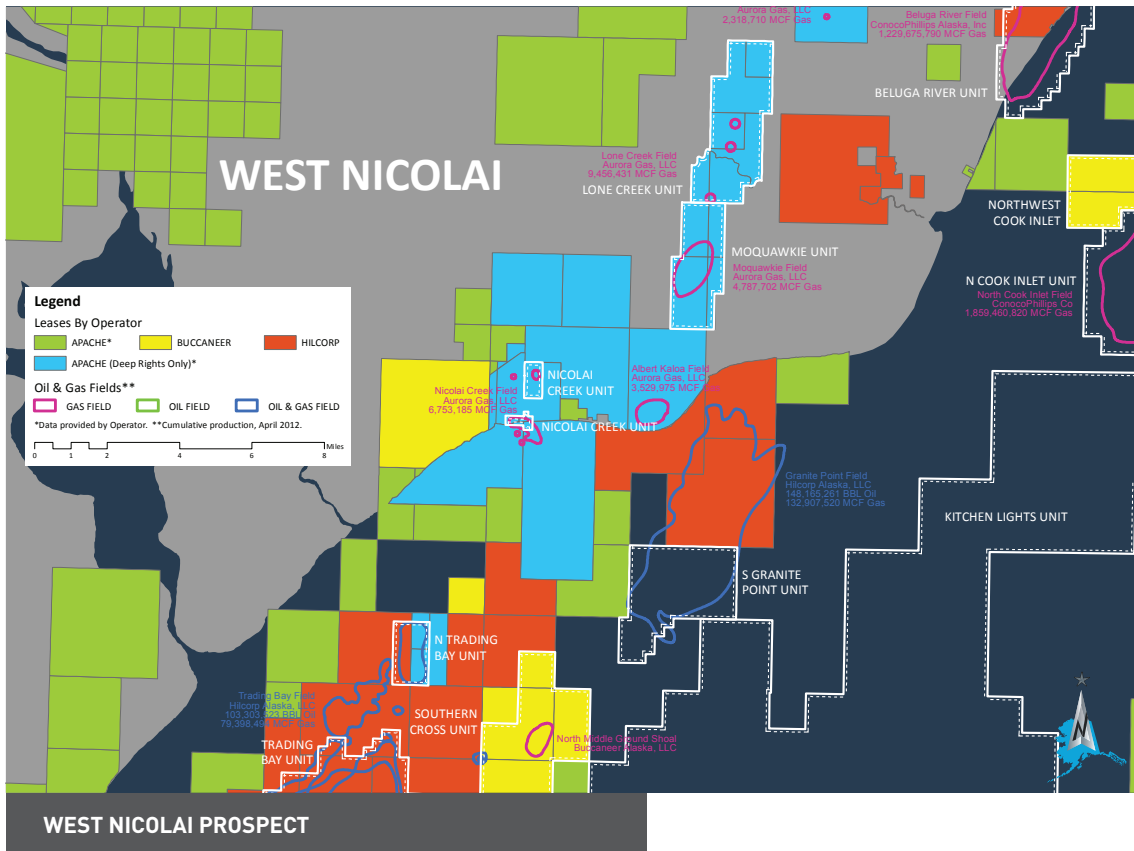 Aurora Gas, LLC
2,318,710 MCF Gas
Beluga River Field
ConocoPhillips Alaska, Inc
1,229,675,790 MCF Gas
BELUGA RIVER UNIT
WEST NICOLAI
Lone Creek Field
Aurora Gas, LLC
9,456,431 MCF Gas
LONE CREEK UNIT
NORTHWEST
COOK INLET
MOQUAWKIE UNIT
Moquawkie Field
Aurora Gas, LLC
4,787,702 MCF Gas
N COOK INLET UNIT
North Cook Inlet Field
ConocoPhillips Co
1,859,460,820 MCF Gas
Legend
Leases By Operator
APACHE*
BUCCANEER
HILCORP
APACHE (Deep Rights Only)*
Oil & Gas Fields**
GAS FIELD
OIL FIELD
OIL & GAS FIELD
*Data provided by Operator. **Cumulative production, April 2012.
Miles
0 1 2 4 6 8
NICOLAI
CREEK UNIT
Nicolai Creek Field
Aurora Gas, LLC
6,753,185 MCF Gas
Albert Kaloa Field
Aurora Gas, LLC
3,529,975 MCF Gas
NICOLAI CREEK UNIT
Granite Point Field
Hilcorp Alaska, LLC
148,165,261 BBL Oil
132,907,520 MCF Gas
KITCHEN LIGHTS UNIT
S GRANITE
POINT UNIT
N TRADING
BAY UNIT
Trading Bay Field
Hilcorp Alaska, LLC
MCF Gas
SOUTHERN
CROSS UNIT
TRADING
BAY UNIT
North Middle Ground Shoal
Buccaneer Alaska, LLC
N
WEST NICOLAI PROSPECT